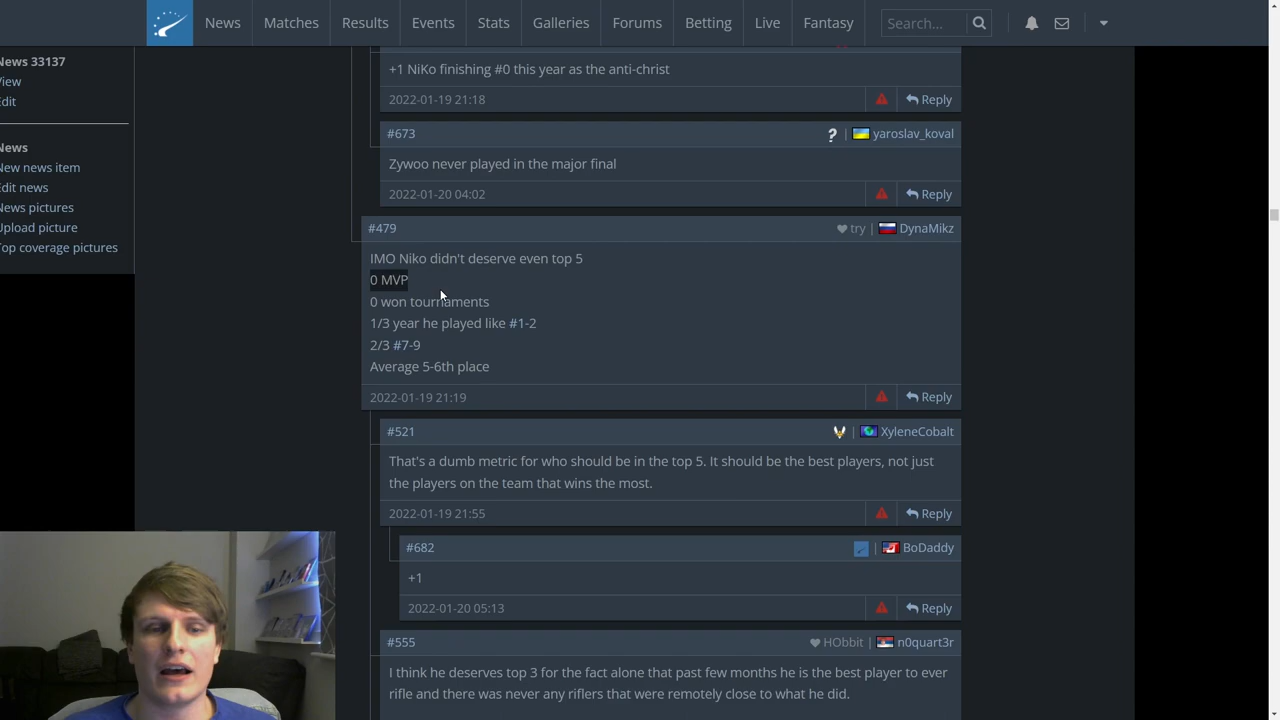 News Matches Results Events Stats Galleries Forums Betting Live Fantasy Search...
News 33137
View
Edit
News
New news item
Edit news
News pictures
Upload picture
Top coverage pictures
+1 NiKo finishing #0 this year as the anti-christ
2022-01-19 21:18 Reply
#673 ? | yaroslav_koval
Zywoo never played in the major final
2022-01-20 04:02 Reply
#479 try | DynaMikz
IMO Niko didn't deserve even top 5
0 MVP
0 won tournaments
1/3 year he played like #1-2
2/3 #7-9
Average 5-6th place
2022-01-19 21:19 Reply
#521 | XyleneCobalt
That's a dumb metric for who should be in the top 5. It should be the best players, not just
the players on the team that wins the most.
2022-01-19 21:55 Reply
#682 | BoDaddy
+1
2022-01-20 05:13 Reply
#555 HObbit | n0quart3r
I think he deserves top 3 for the fact alone that past few months he is the best player to ever
rifle and there was never any riflers that were remotely close to what he did.